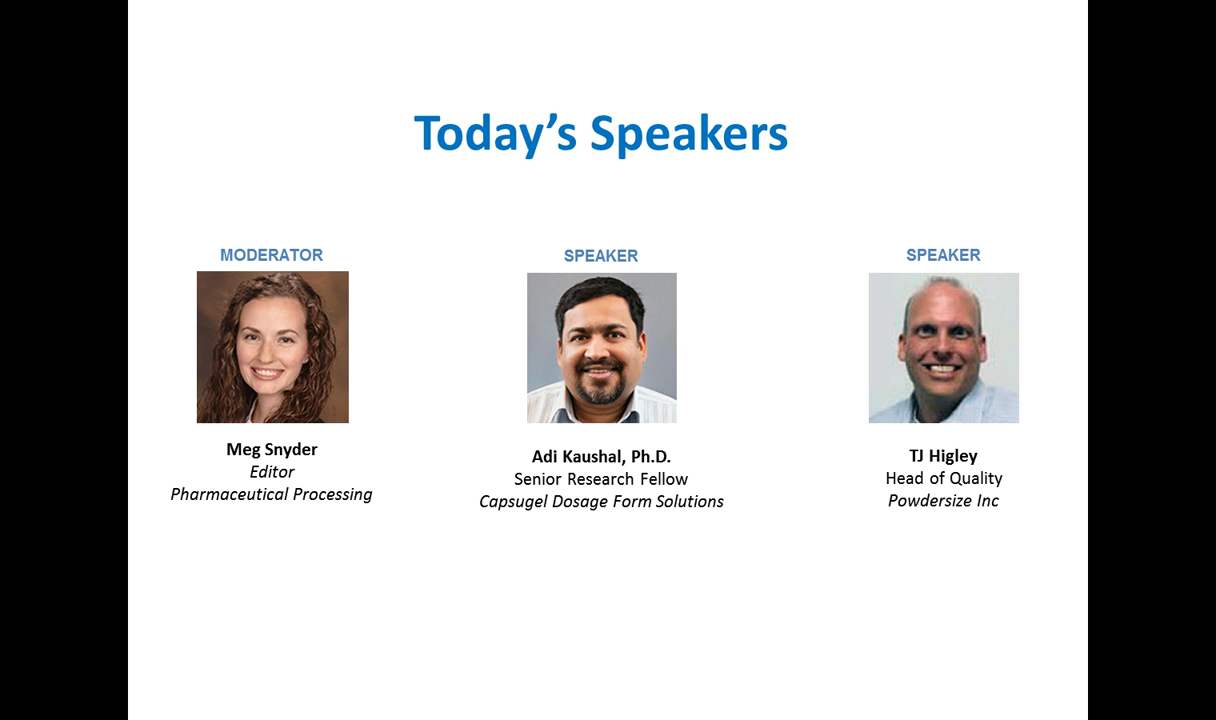 Today’s Speakers
MODERATOR
Meg Snyder
Editor
Pharmaceutical Processing
SPEAKER
Adi Kaushal, Ph.D.
Senior Research Fellow
Capsugel Dosage Form Solutions
SPEAKER
TJ Higley
Head of Quality
Powdersize Inc